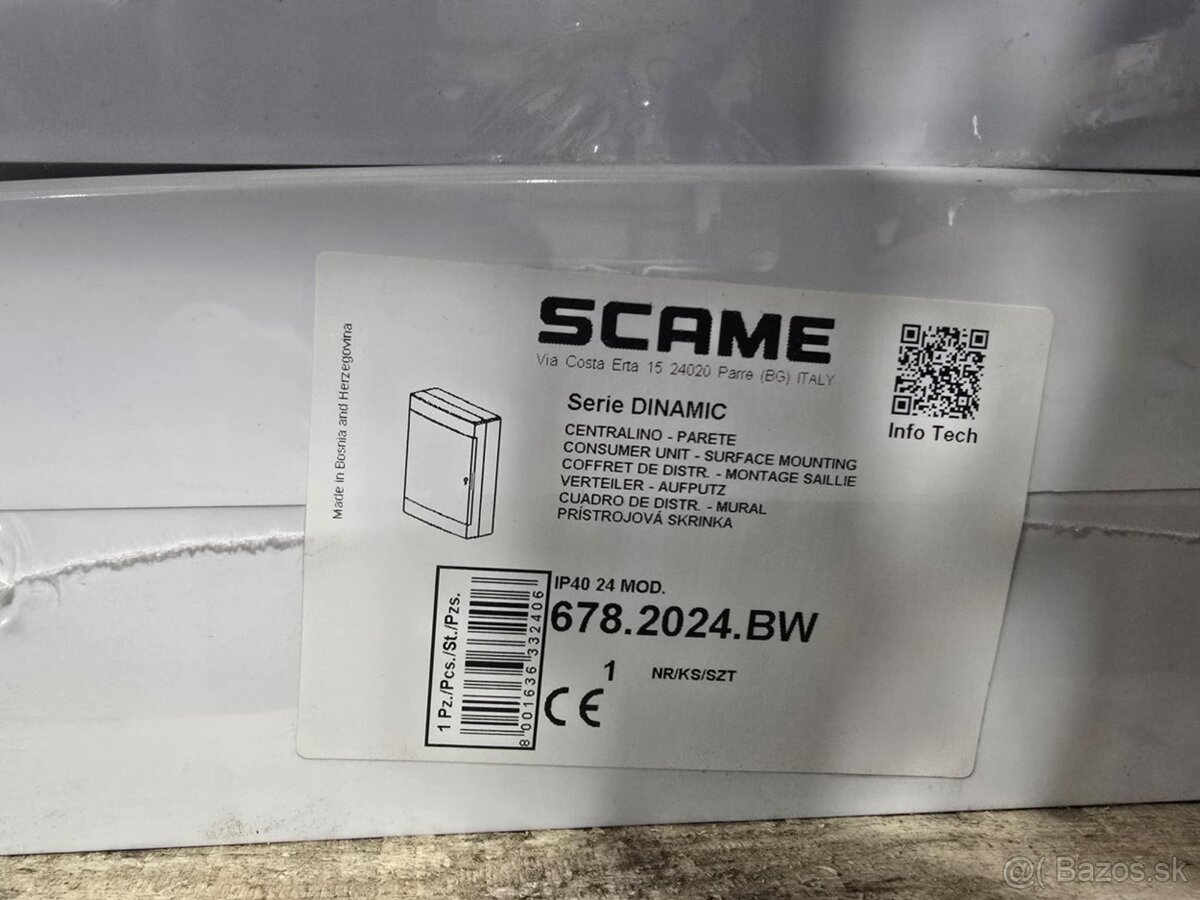 SCAME
Via Costa Erta 15 24020 Parre (BG) ITALY
Info Tech
Made in Bosnia and Herzegovina
Serie DINAMIC
CENTRALINO - PARETE
CONSUMER UNIT - SURFACE MOUNTING
COFFRET DE DISTR. - MONTAGE SAILLIE
VERTEILER - AUFPUTZ
CUADRO DE DISTR. - MURAL
PRÍSTROJOVÁ SKRINKA
IP40 24 MOD.
678.2024.BW
1 NR/KS/SZT
CE
1 Pz./Pcs./St./Pzs.
8 001636 332406
@( Bazos.sk